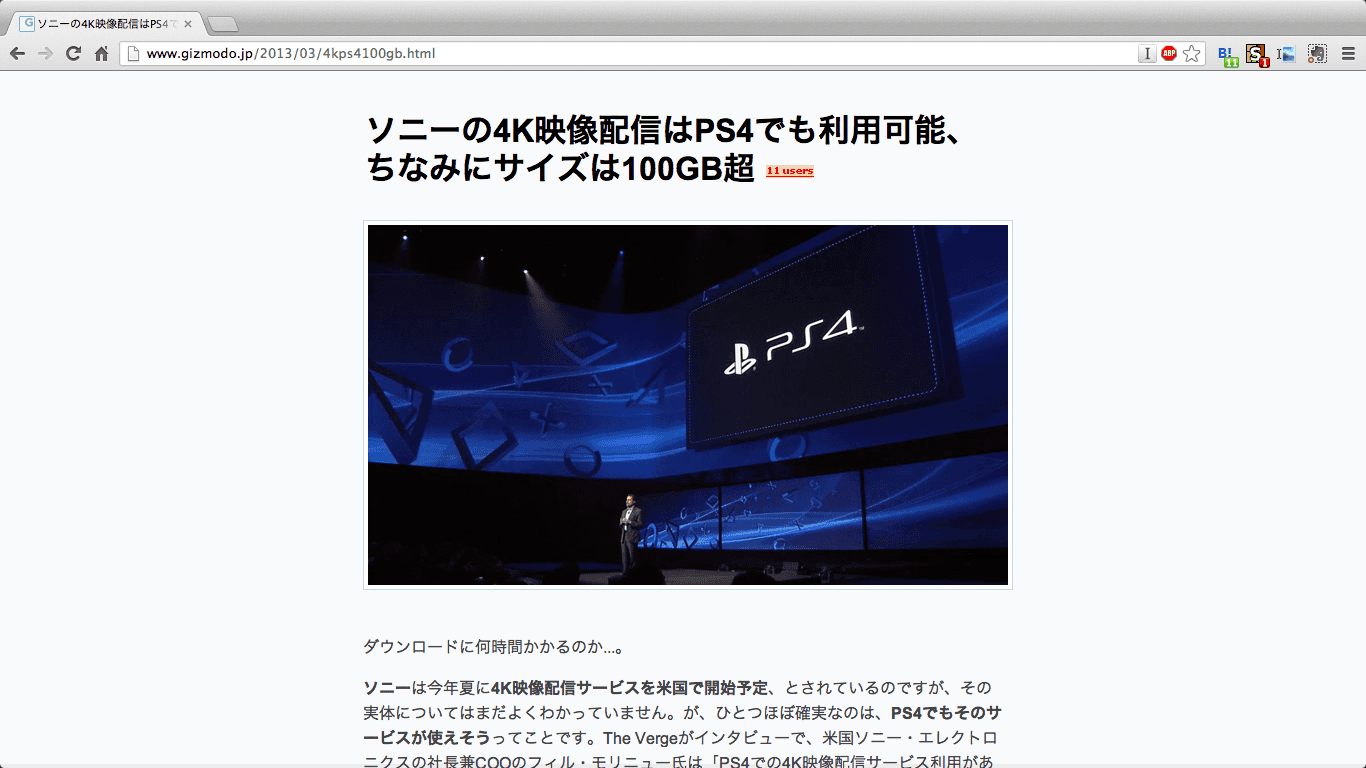 ソニーの4K映像配信はPS4で
www.gizmodo.jp/2013/03/4kps4100gb.html
ABP
B!
11
S
1
ソニーの4K映像配信はPS4でも利用可能、
ちなみにサイズは100GB超 11 users
PS4
ダウンロードに何時間かかるのか...。
ソニーは今年夏に4K映像配信サービスを米国で開始予定、とされているのですが、その
実体についてはまだよくわかっていません。が、ひとつほぼ確実なのは、PS4でもそのサ
ービスが使えそうってことです。The Vergeがインタビューで、米国ソニー・エレクトロ
ニクスの社長兼COOのフィル・モリニュー氏は「PS4での4K映像配信サービス利用があ